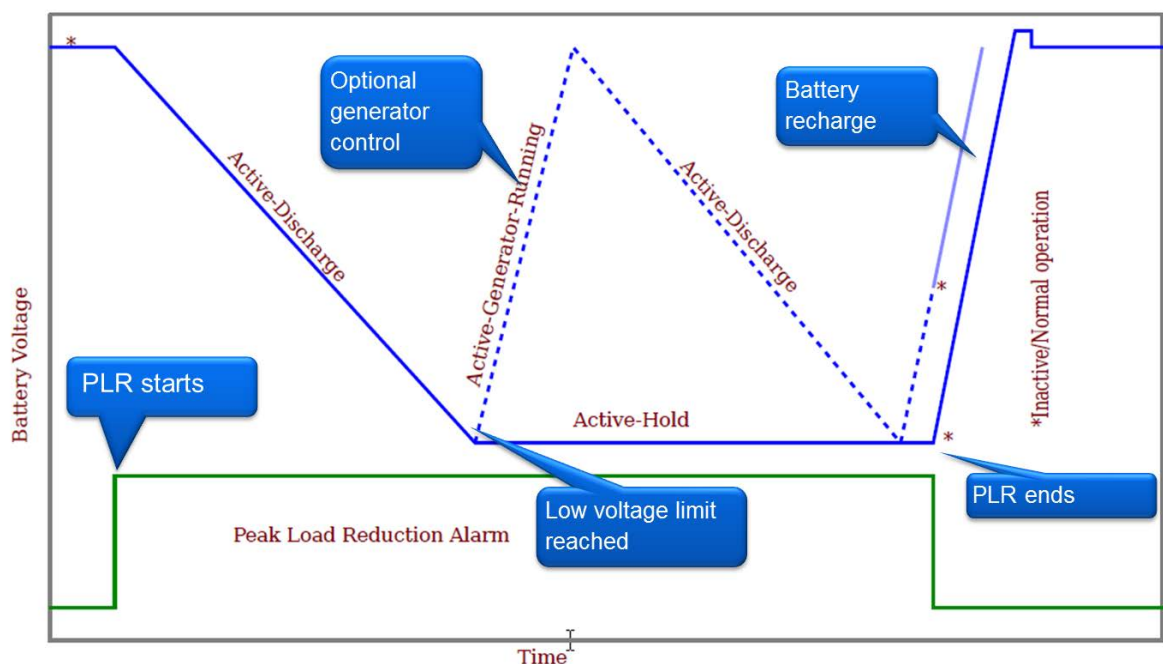 *
Optional
generator
control
Battery
recharge
Active-Discharge
Active-Generator-Running
Active-Discharge
*
*Inactive/Normal operation
Battery Voltage
PLR starts
Active-Hold
*
PLR ends
Low voltage limit
reached
Peak Load Reduction Alarm
Time